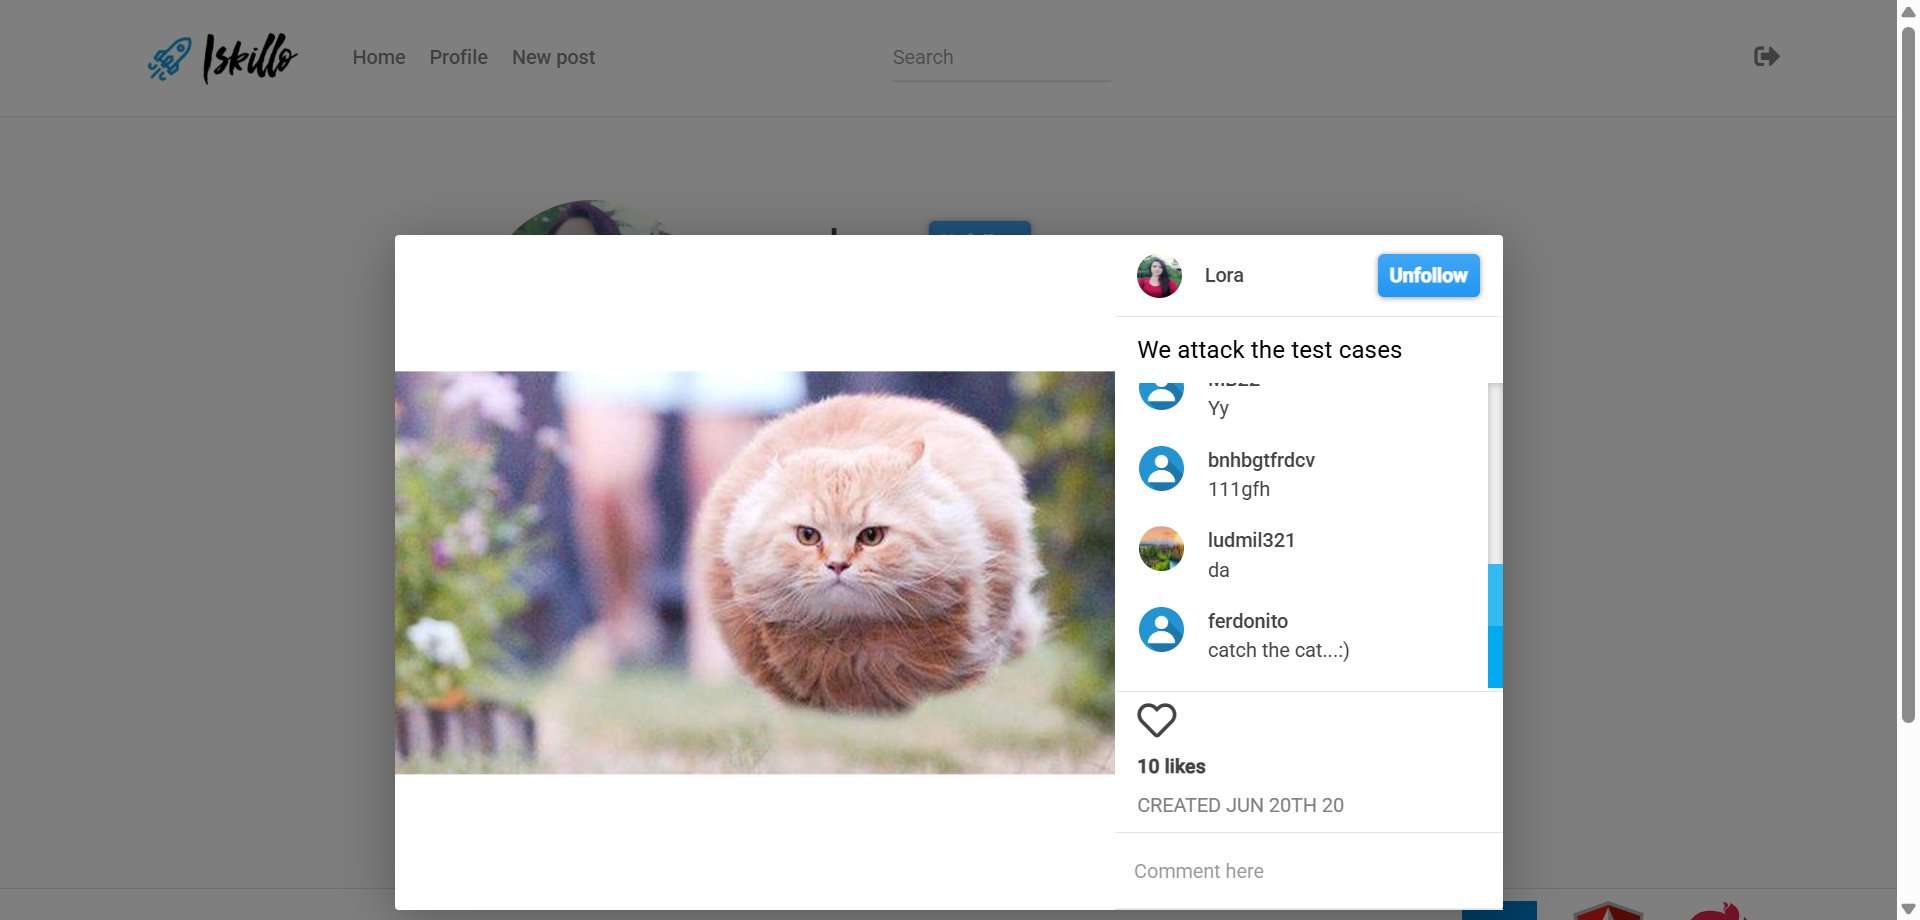 Iskillo
Home Profile New post
Search
Lora
Unfollow
We attack the test cases
Yy
bnhbgtfrdcv
111gfh
ludmil321
da
ferdonito
catch the cat...:)
10 likes
CREATED JUN 20TH 20
Comment here